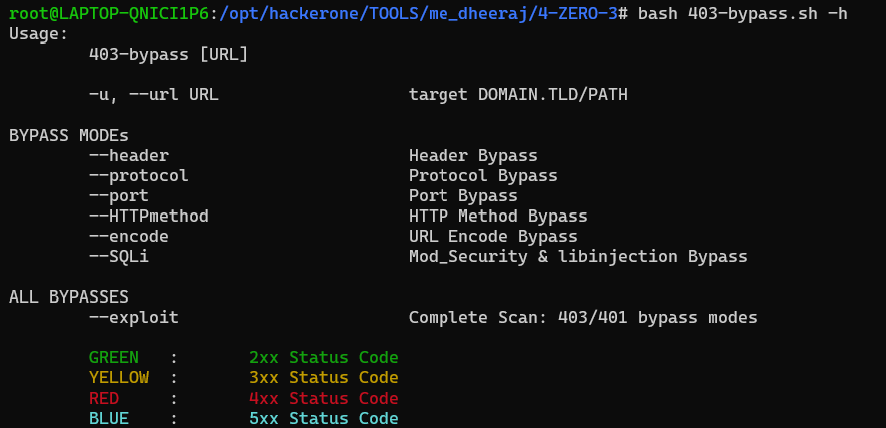 root@LAPTOP-QNICI1P6:/opt/hackerone/TOOLS/me_dheeraj/4-ZERO-3# bash 403-bypass.sh -h
Usage:
403-bypass [URL]
-u, --url URL target DOMAIN.TLD/PATH
BYPASS MODEs
--header Header Bypass
--protocol Protocol Bypass
--port Port Bypass
--HTTPmethod HTTP Method Bypass
--encode URL Encode Bypass
--SQLi Mod_Security & libinjection Bypass
ALL BYPASSES
--exploit Complete Scan: 403/401 bypass modes
GREEN : 2xx Status Code
YELLOW : 3xx Status Code
RED : 4xx Status Code
BLUE : 5xx Status Code